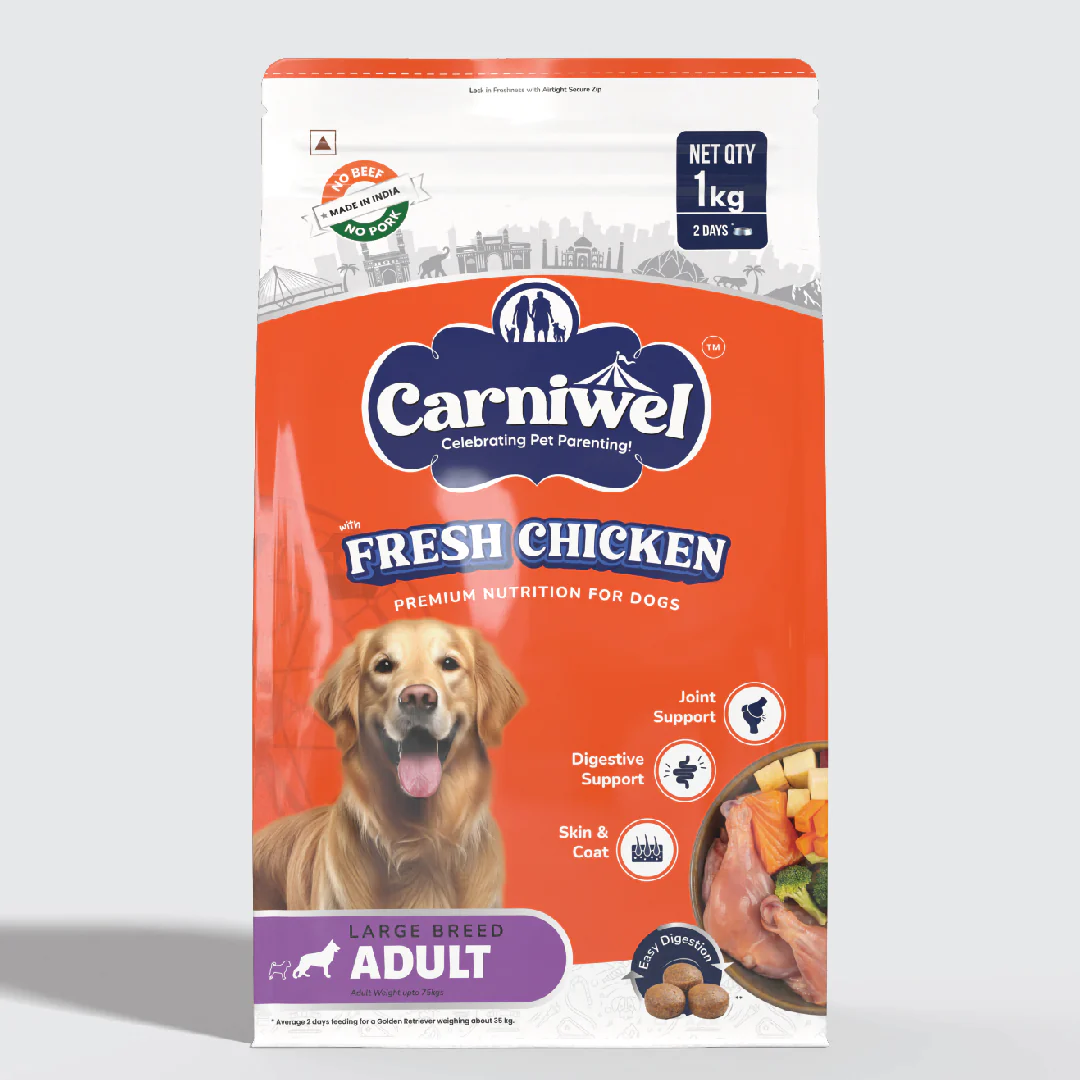 Lock in Freshness with Airtight Secure Zip
NO BEEF
MADE IN INDIA
NO PORK
NET QTY
1kg
2 DAYS
TM
Carniwel
Celebrating Pet Parenting!
with
FRESH CHICKEN
PREMIUM NUTRITION FOR DOGS
Joint
Support
Digestive
Support
Skin &
Coat
Easy Digestion
LARGE BREED
ADULT
Adult Weight upto 75kgs
* Average 2 days feeding for a Golden Retriever weighing about 35 kg.